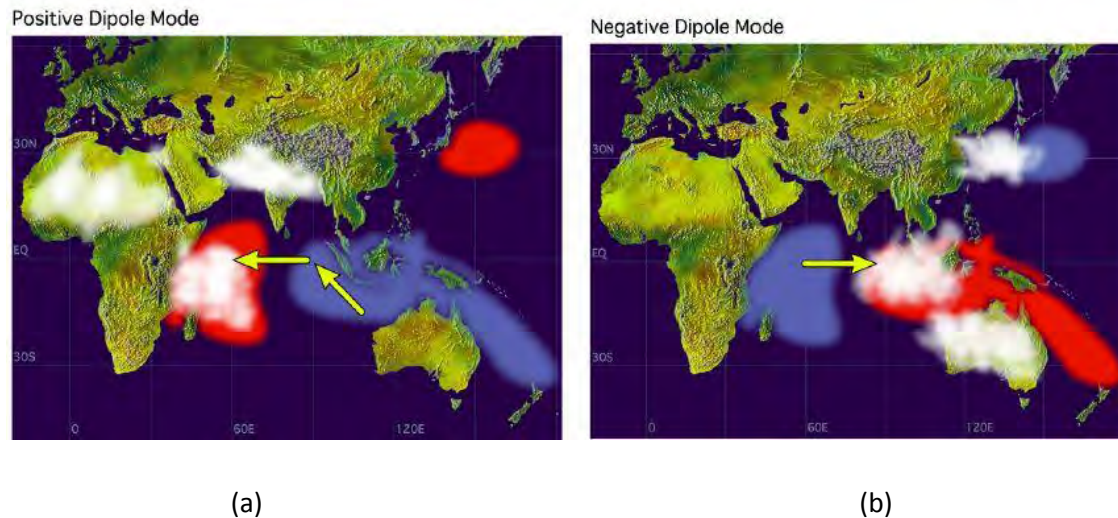 Positive Dipole Mode
30N
EQ
30S
0
60E
120E
(a)
Negative Dipole Mode
30N
EQ
30S
0
60E
120E
(b)